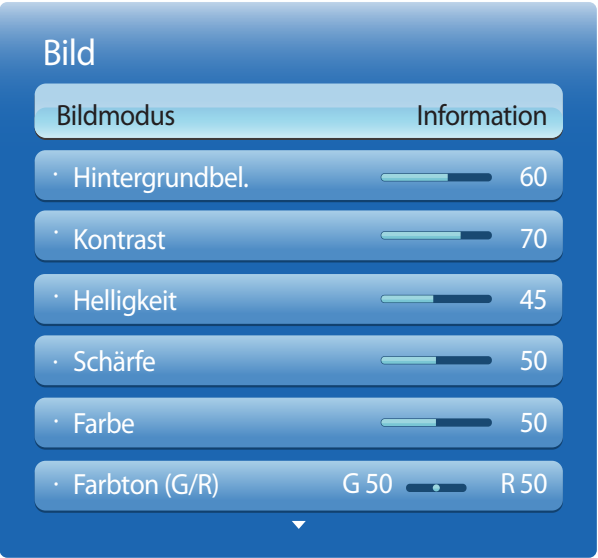 Bild
Bildmodus Information
· Hintergrundbel. 60
· Kontrast 70
· Helligkeit 45
· Schärfe 50
· Farbe 50
· Farbton (G/R) G 50 R 50